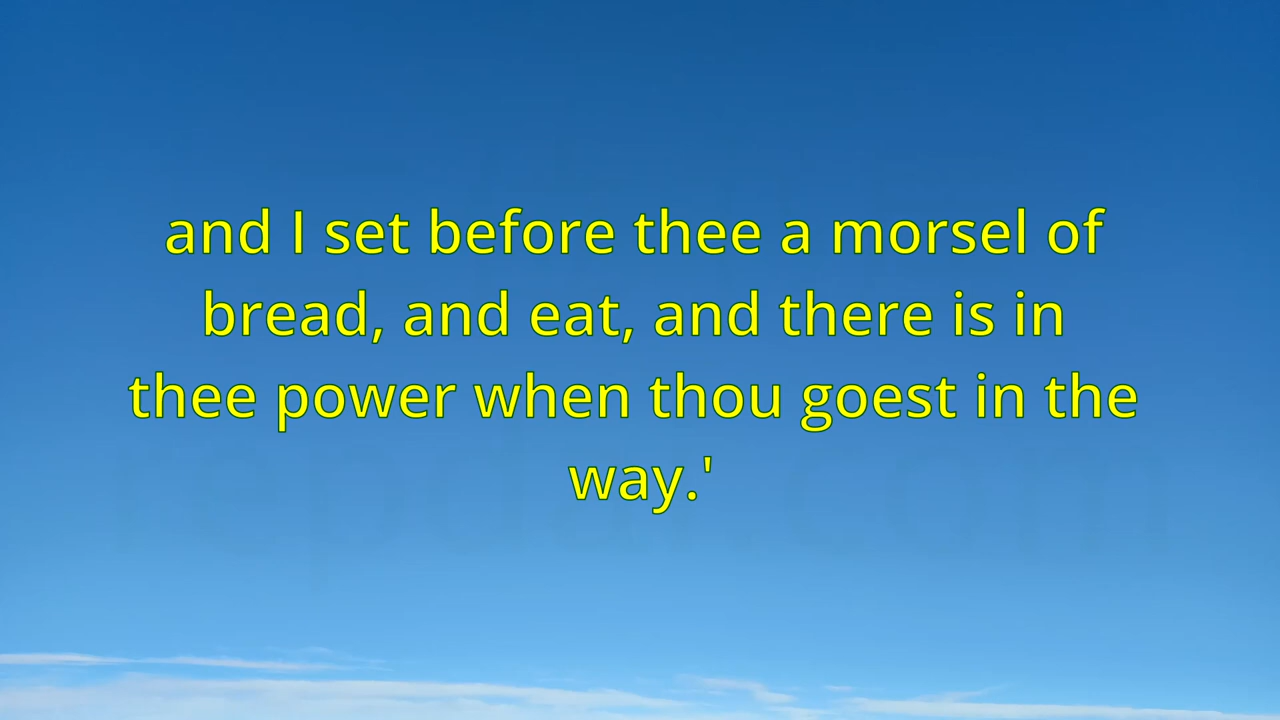 and I set before thee a morsel of
bread, and eat, and there is in
thee power when thou goest in the
way.'